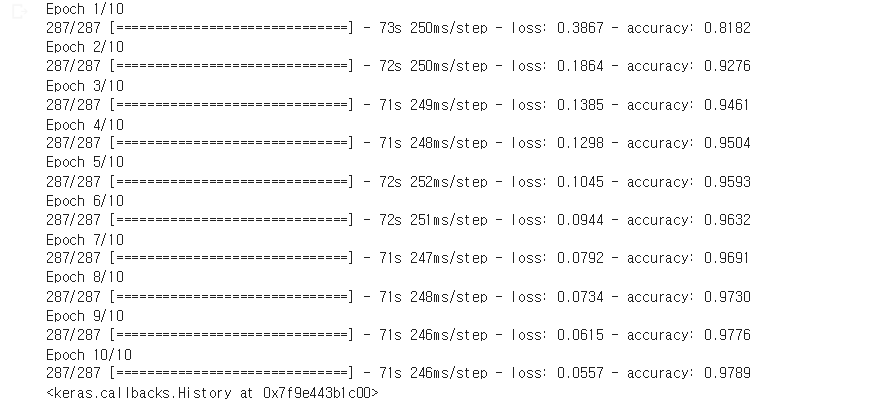 Epoch 1/10
287/287 [==============================] - 73s 250ms/step - loss: 0.3867 - accuracy: 0.8182
Epoch 2/10
287/287 [==============================] - 72s 250ms/step - loss: 0.1864 - accuracy: 0.9276
Epoch 3/10
287/287 [==============================] - 71s 249ms/step - loss: 0.1385 - accuracy: 0.9461
Epoch 4/10
287/287 [==============================] - 71s 248ms/step - loss: 0.1298 - accuracy: 0.9504
Epoch 5/10
287/287 [==============================] - 72s 252ms/step - loss: 0.1045 - accuracy: 0.9593
Epoch 6/10
287/287 [==============================] - 72s 251ms/step - loss: 0.0944 - accuracy: 0.9632
Epoch 7/10
287/287 [==============================] - 71s 247ms/step - loss: 0.0792 - accuracy: 0.9691
Epoch 8/10
287/287 [==============================] - 71s 248ms/step - loss: 0.0734 - accuracy: 0.9730
Epoch 9/10
287/287 [==============================] - 71s 246ms/step - loss: 0.0615 - accuracy: 0.9776
Epoch 10/10
287/287 [==============================] - 71s 246ms/step - loss: 0.0557 - accuracy: 0.9789
<keras.callbacks.History at 0x7f9e443b1c00>